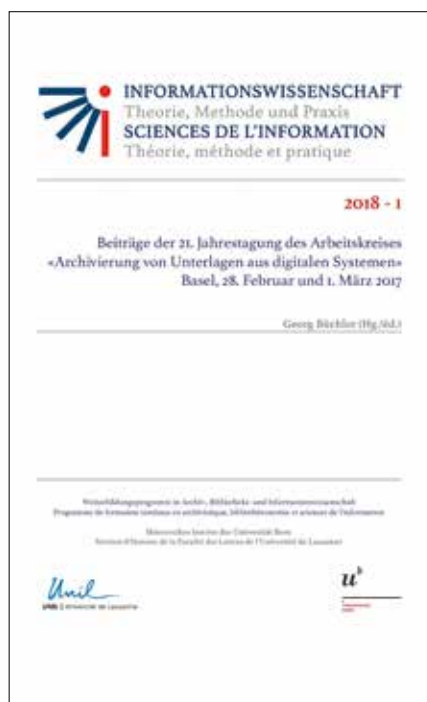 INFORMATIONSWISSENSCHAFT
Theorie, Methode und Praxis
SCIENCES DE L'INFORMATION
Théorie, méthode et pratique
2018 - 1
Beiträge der 21. Jahrestagung des Arbeitskreises
«Archivierung von Unterlagen aus digitalen Systemen»
Basel, 28. Februar und 1. März 2017
Georg Büchler (Hg./éd.)
Weiterbildungsprogramm in Archiv-, Bibliotheks- und Informationswissenschaft
Programme de formation continue en archivistique, bibliothéconomie et sciences de l'information
Historisches Institut der Universität Bern
Section d'Histoire de la Faculté des Lettres de l'Université de Lausanne
Unil
UNIL | Université de Lausanne
u
b